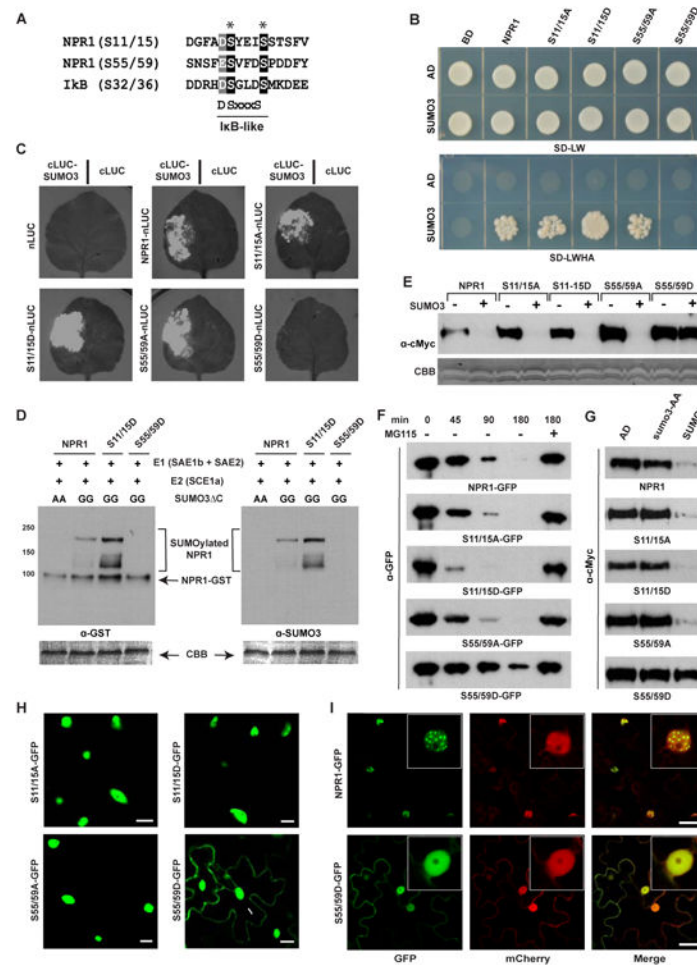 A
* *
NPR1(S11/15) DGFADSYEISSTSFV
NPR1(S55/59) SNSFESVFDSPDDFY
IkB (S32/36) DDRHDSGLDSMKDEE
DSxxxxS
IκB-like
B
BD NPR1 S11/15A S11/15D S55/59A S55/59D
AD
SUMO3
SD-LW
AD
SUMO3
SD-LWHA
C
cLUC-SUMO3 cLUC cLUC-SUMO3 cLUC cLUC-SUMO3 cLUC
nLUC NPR1-nLUC S11/15A-nLUC
S11/15D-nLUC S55/59A-nLUC S55/59D-nLUC
E
NPR1 S11/15A S11-15D S55/59A S55/59D
SUMO3 - + - + - + - + - +
α-cMyc
CBB
D
NPR1 S11/15D S55/59D NPR1 S11/15D S55/59D
+ + + + E1 (SAE1b + SAE2) + + + +
+ + + + E2 (SCE1a) + + + +
AA GG GG GG SUMO3ΔC AA GG GG GG
250
150
100
SUMOylated NPR1
NPR1-GST
α-GST α-SUMO3
CBB
F
min 0 45 90 180 180
MG115 - - - - +
α-GFP
NPR1-GFP
S11/15A-GFP
S11/15D-GFP
S55/59A-GFP
S55/59D-GFP
G
AD sumo3-AA
α-cMyc
NPR1
S11/15A
S11/15D
S55/59A
S55/59D
H
S11/15A-GFP S11/15D-GFP
S55/59A-GFP S55/59D-GFP
I
NPR1-GFP
S55/59D-GFP
GFP mCherry Merge